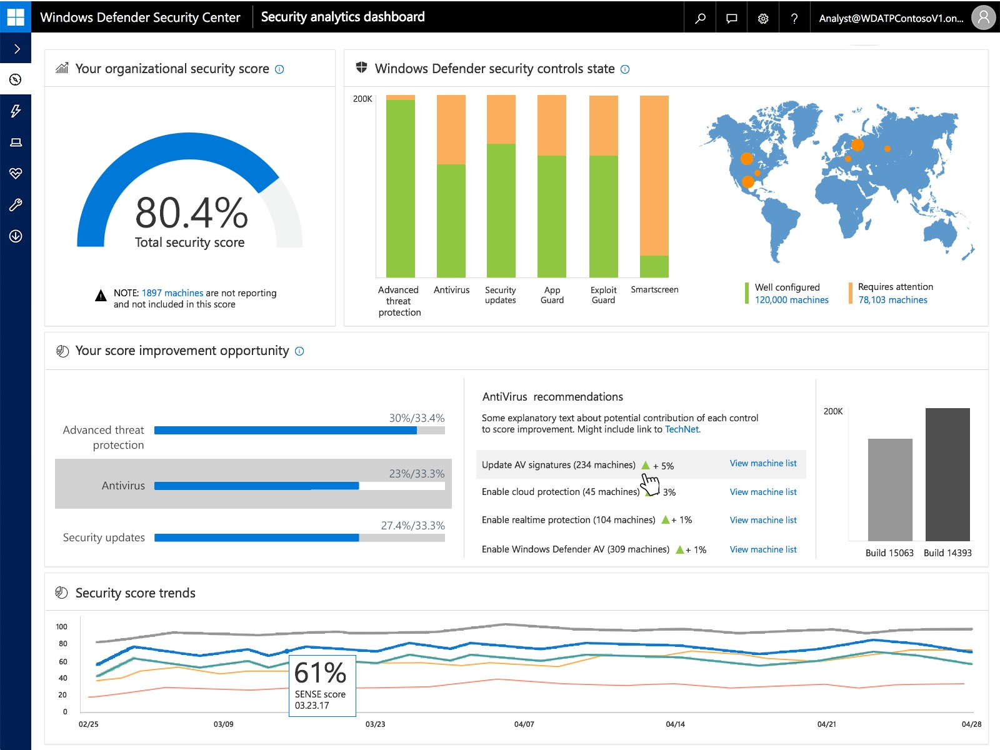 Windows Defender Security Center
Security analytics dashboard
?
Analyst@WDATPContosoV1.on...
Your organizational security score
80.4%
Total security score
NOTE: 1897 machines are not reporting
and not included in this score
Windows Defender security controls state
200K
Advanced
threat
protection
Antivirus
Security
updates
App
Guard
Exploit
Guard
Smartscreen
Well configured
120,000 machines
Requires attention
78,103 machines
Your score improvement opportunity
30%/33.4%
Advanced threat
protection
23%/33.3%
Antivirus
27.4%/33.3%
Security updates
AntiVirus recommendations
Some explanatory text about potential contribution of each control
to score improvement. Might include link to TechNet.
Update AV signatures (234 machines) + 5% View machine list
Enable cloud protection (45 machines) 3% View machine list
Enable realtime protection (104 machines) + 1% View machine list
Enable Windows Defender AV (309 machines) + 1% View machine list
200K
Build 15063 Build 14393
Security score trends
100
80
60
40
20
0
61%
SENSE score
03.23.17
02/25 03/09 03/23 04/07 04/14 04/21 04/28